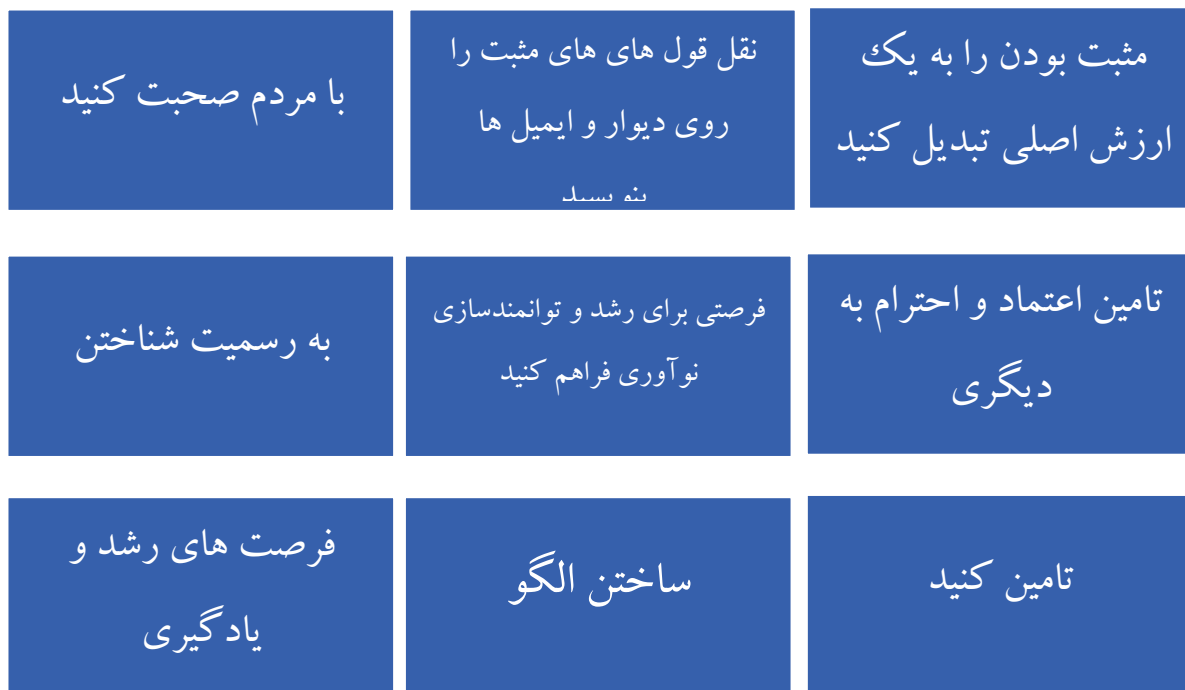 مثبت بودن را به یک
ارزش اصلی تبدیل کنید
نقل قول های های مثبت را
روی دیوار و ایمیل ها
بنویسید
با مردم صحبت کنید
تامین اعتماد و احترام به
دیگری
فرصتی برای رشد و توانمندسازی
نوآوری فراهم کنید
به رسمیت شناختن
تامین کنید
ساختن الگو
فرصت های رشد و
یادگیری